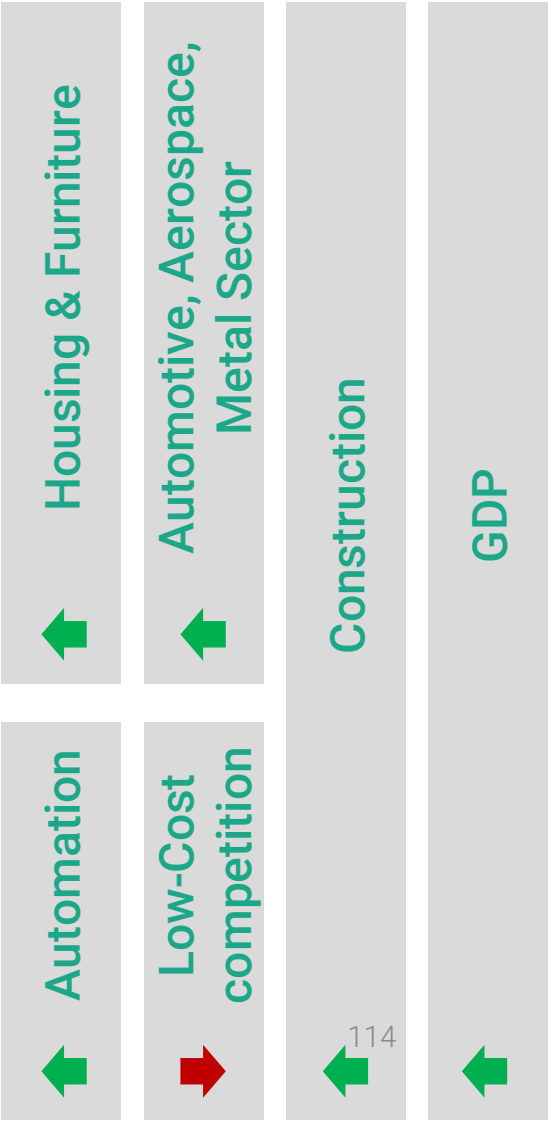 Housing & Furniture
Automotive, Aerospace,
Metal Sector
Construction
GDP
Automation
Low-Cost
competition
114